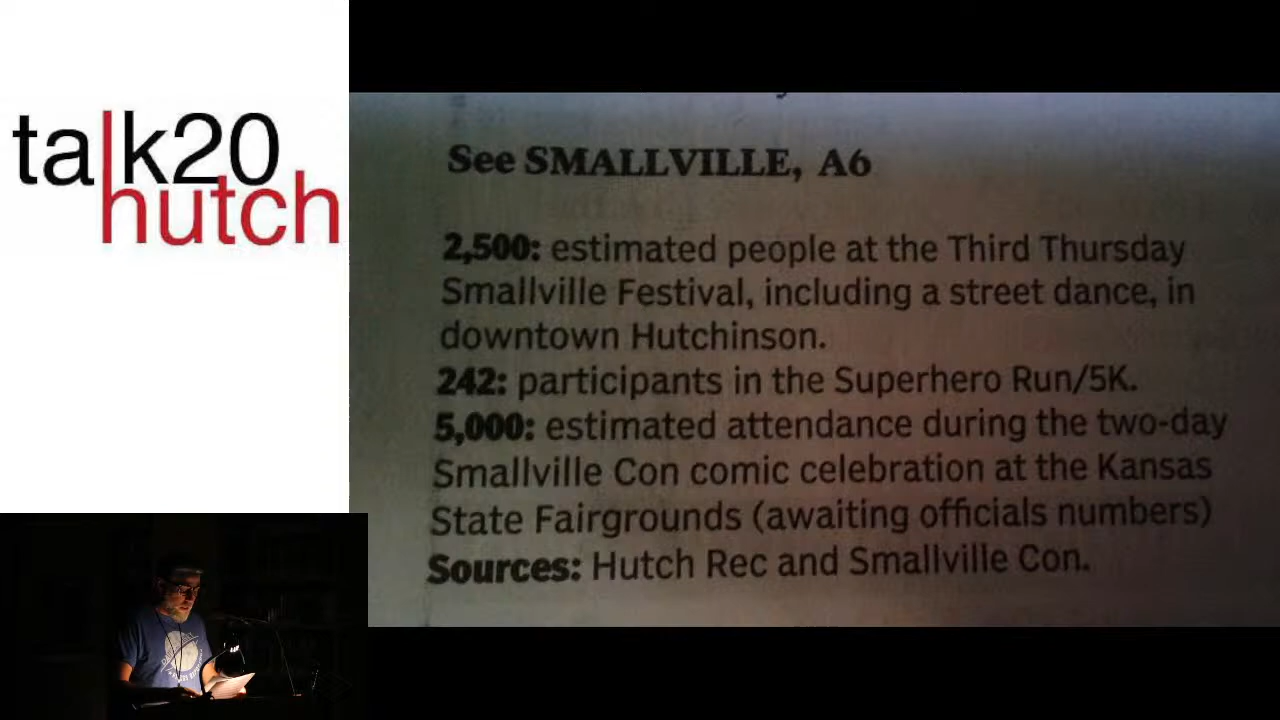 talk20
hutch
See SMALLVILLE, A6
2,500: estimated people at the Third Thursday
Smallville Festival, including a street dance, in
downtown Hutchinson.
242: participants in the Superhero Run/5K.
5,000: estimated attendance during the two-day
Smallville Con comic celebration at the Kansas
State Fairgrounds (awaiting officials numbers)
Sources: Hutch Rec and Smallville Con.